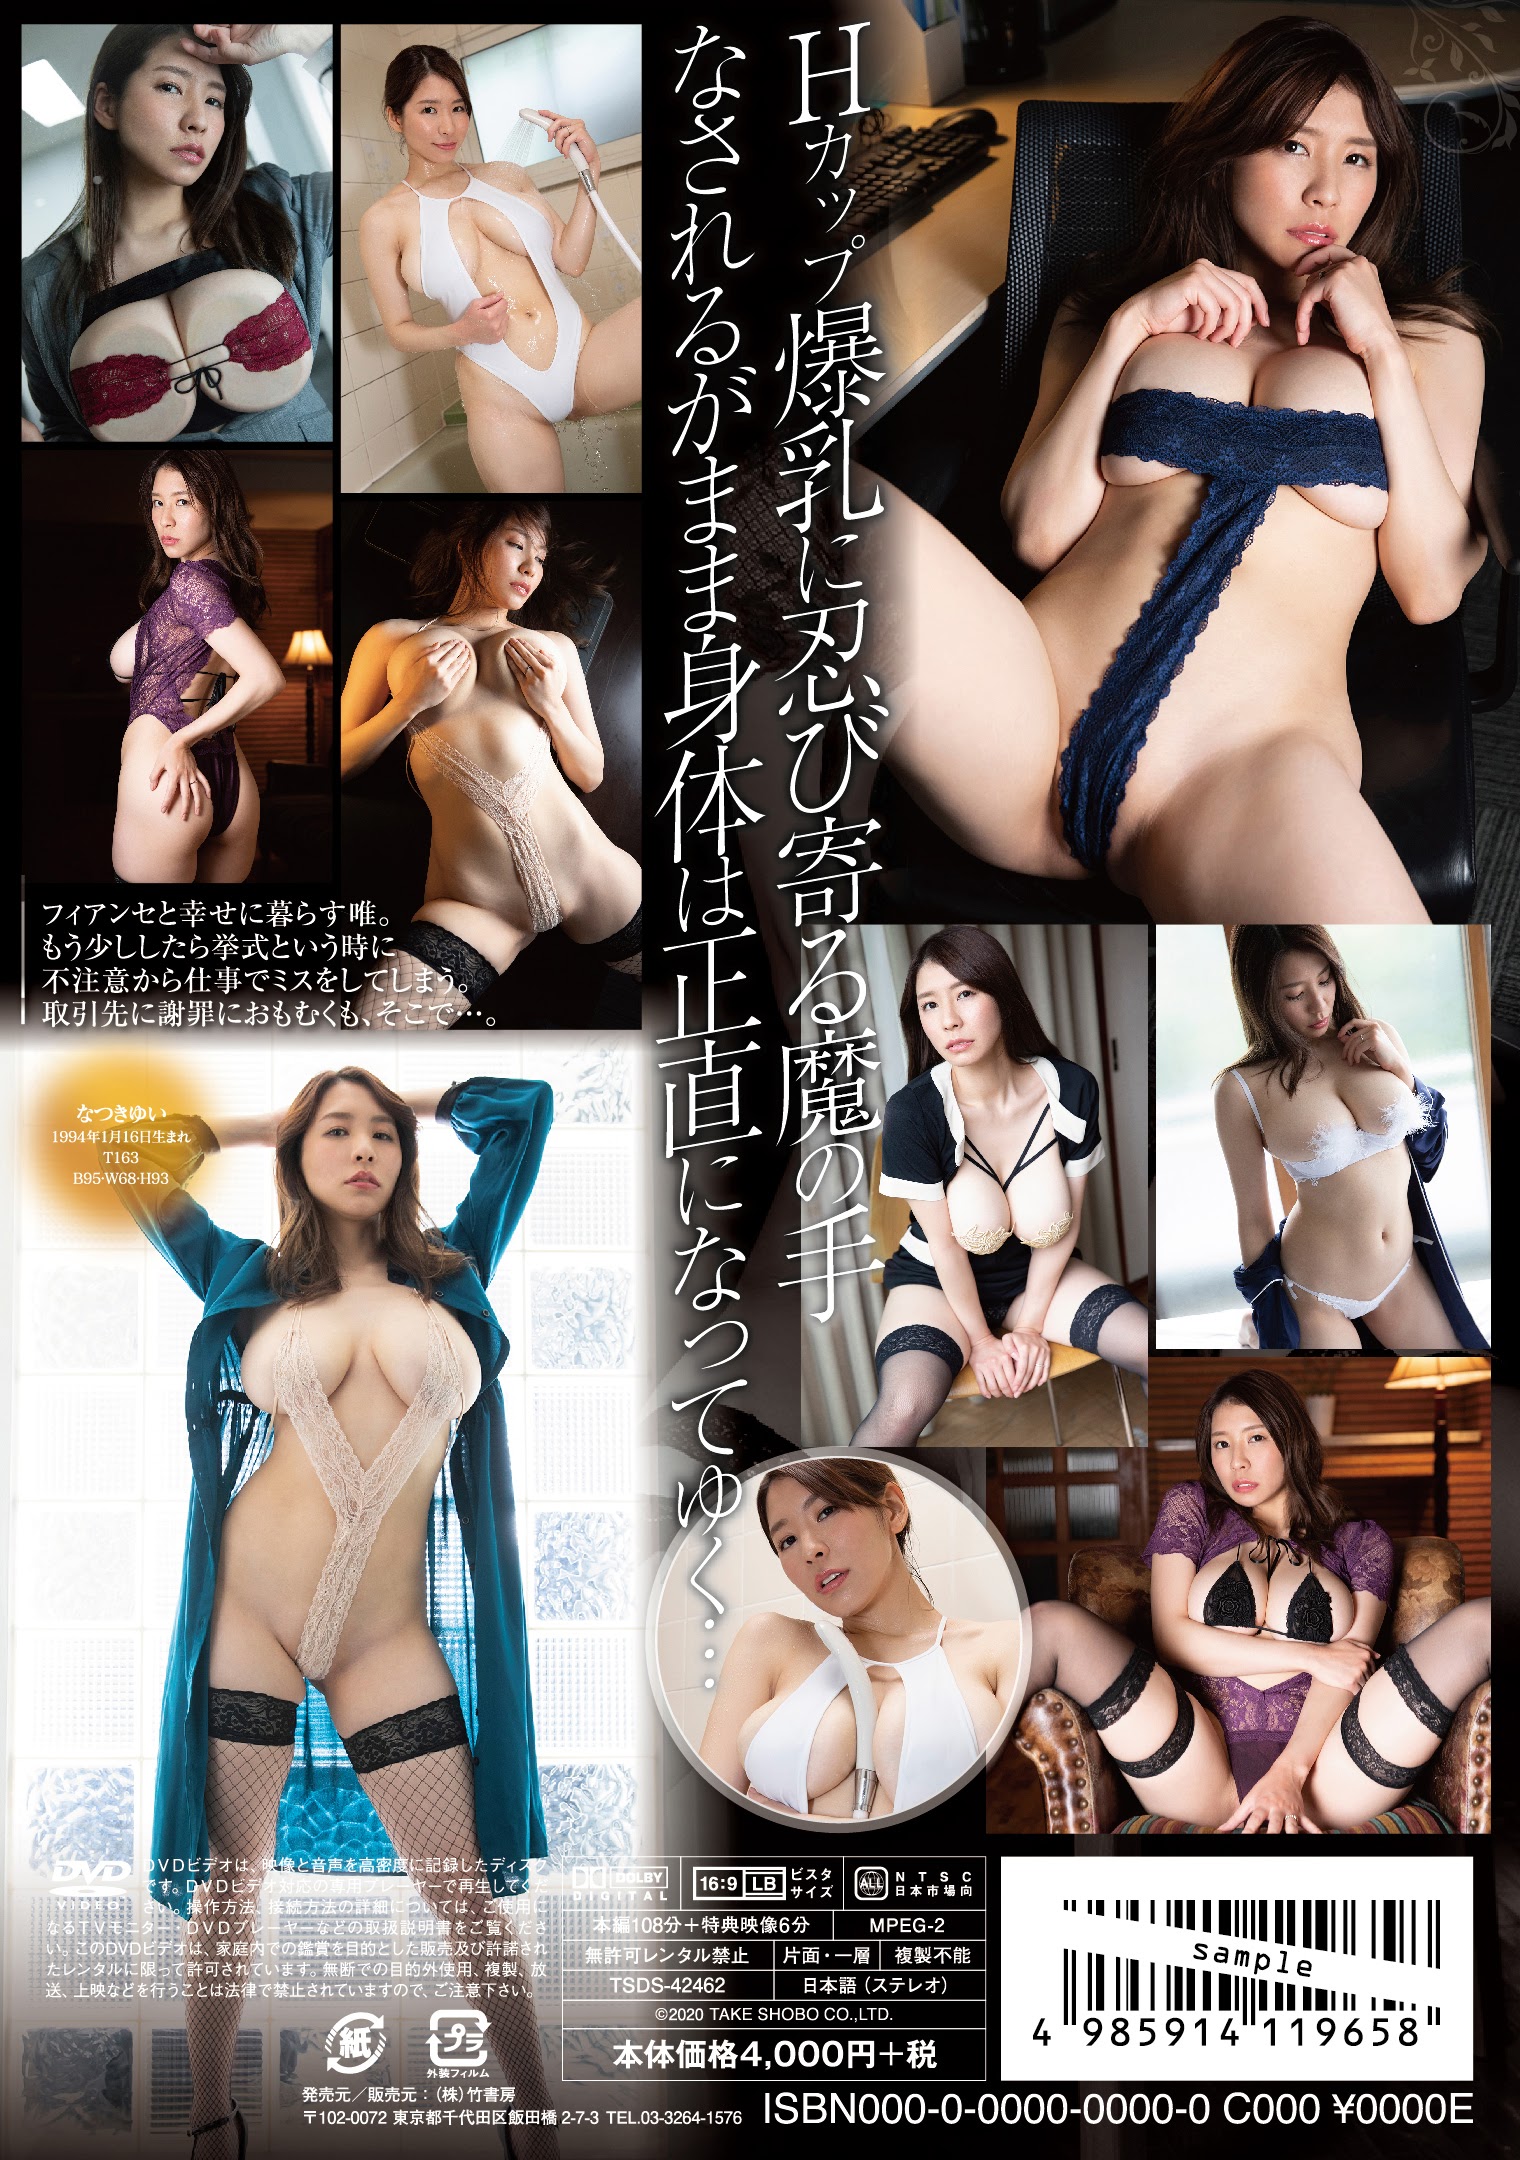 Hカップ爆乳に忍び寄る魔の手
なされるがまま身体は正直になってゆく…
フィアンセと幸せに暮らす唯。
もう少ししたら挙式という時に
不注意から仕事でミスをしてしまう。
取引先に謝罪におもむくも、そこで…。
なつきゆい
1994年1月16日生まれ
T163
B95・W68・H93
DVD
VIDEO
DVDビデオは、映像と音声を高密度に記録したディスク
です。DVDビデオ対応の専用プレーヤーで再生してくだ
さい。操作方法、接続方法の詳細については、ご使用に
なるTVモニター・DVDプレーヤーなどの取扱説明書をご覧くださ
い。このDVDビデオは、家庭内での鑑賞を目的とした販売及び許諾され
たレンタルに限って許可されています。無断での目的外使用、複製、放
送、上映などを行うことは法律で禁止されていますので、ご注意下さい。
紙
プラ
外装フィルム
発売元／販売元：（株）竹書房
〒102-0072 東京都千代田区飯田橋 2-7-3 TEL.03-3264-1576
DOLBY
DIGITAL
16:9 LB
ビスタ
サイズ
ALL
NTSC
日本市場向
本編108分＋特典映像6分
MPEG-2
無許可レンタル禁止
片面・一層
複製不能
TSDS-42462
日本語（ステレオ）
©2020 TAKE SHOBO CO.,LTD.
本体価格4,000円＋税
sample
4 985914 119658
ISBN000-0-0000-0000-0 C000 ¥0000E